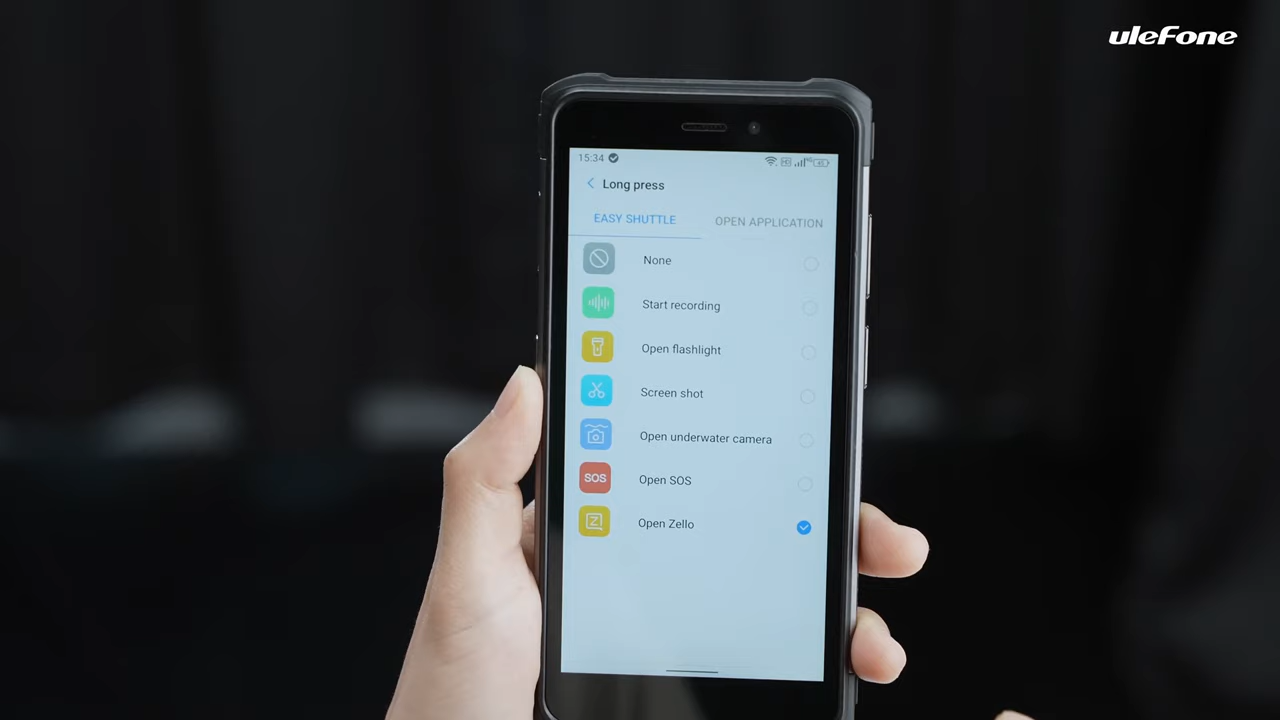 uleFone
15:34
Long press
EASY SHUTTLE
OPEN APPLICATION
None
Start recording
Open flashlight
Screen shot
Open underwater camera
SOS
Open SOS
Z
Open Zello